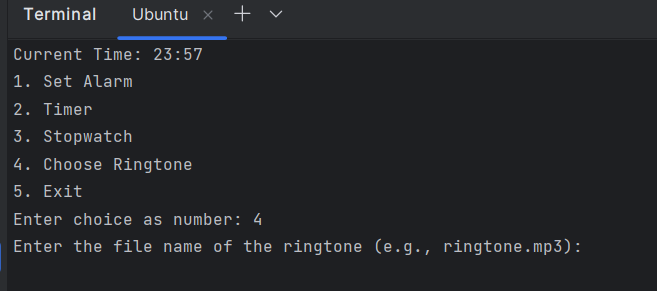 Terminal Ubuntu
Current Time: 23:57
1. Set Alarm
2. Timer
3. Stopwatch
4. Choose Ringtone
5. Exit
Enter choice as number: 4
Enter the file name of the ringtone (e.g., ringtone.mp3):